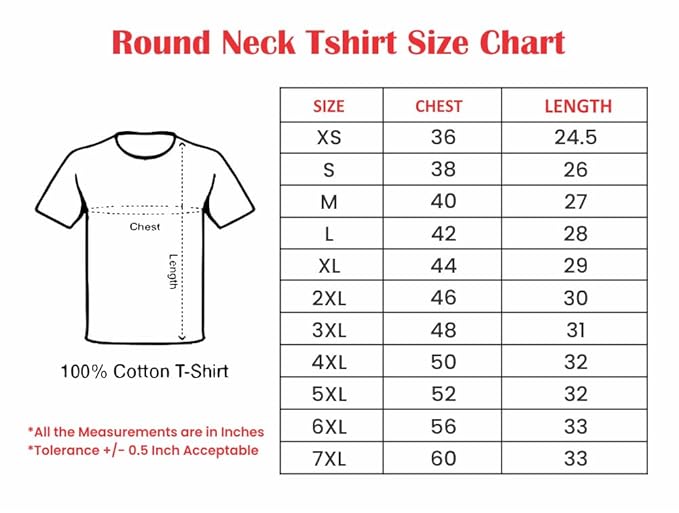 Round Neck Tshirt Size Chart
SIZE CHEST LENGTH
XS 36 24.5
S 38 26
M 40 27
L 42 28
XL 44 29
2XL 46 30
3XL 48 31
4XL 50 32
5XL 52 32
6XL 56 33
7XL 60 33
Chest
Length
100% Cotton T-Shirt
*All the Measurements are in Inches
*Tolerance +/- 0.5 Inch Acceptable